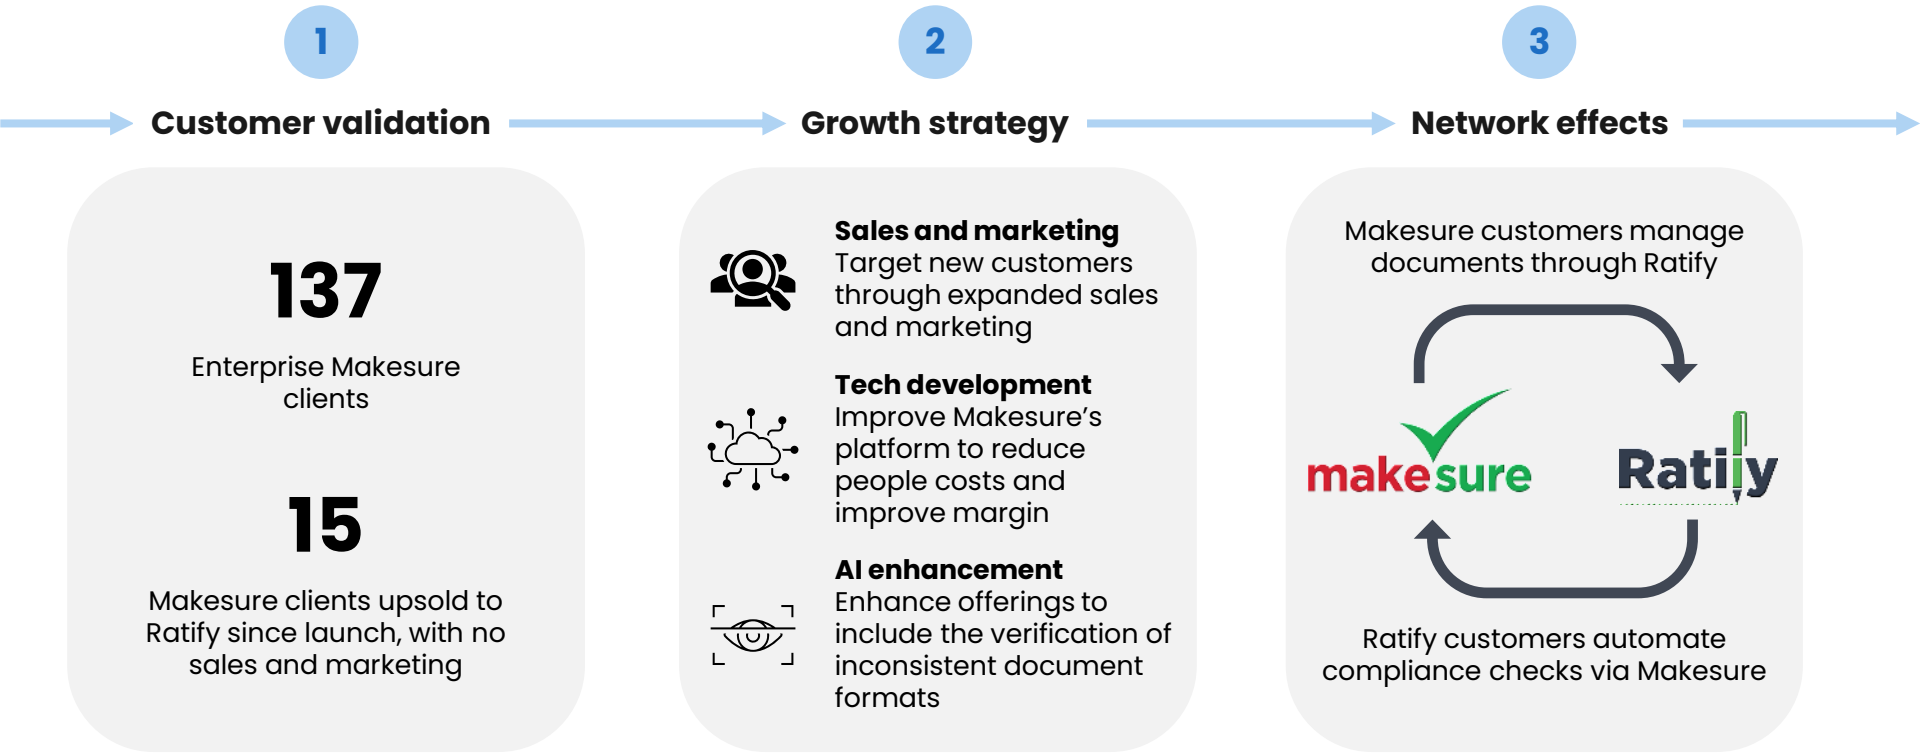 1
Customer validation
137
Enterprise Makesure
clients
15
Makesure clients upsold to
Ratify since launch, with no
sales and marketing
2
Growth strategy
Sales and marketing
Target new customers
through expanded sales
and marketing
Tech development
Improve Makesure’s
platform to reduce
people costs and
improve margin
AI enhancement
Enhance offerings to
include the verification of
inconsistent document
formats
3
Network effects
Makesure customers manage
documents through Ratify
makesure
Ratify
Ratify customers automate
compliance checks via Makesure